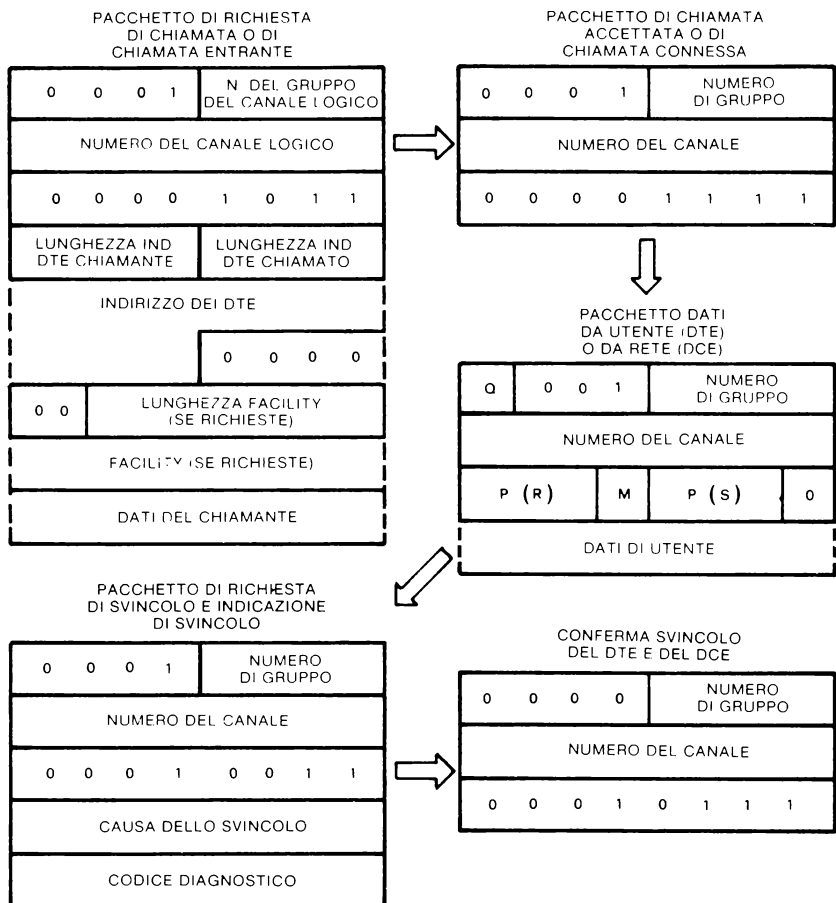 PACCHETTO DI RICHIESTA
DI CHIAMATA O DI
CHIAMATA ENTRANTE
0 0 0 1
N DEL GRUPPO
DEL CANALE LOGICO
NUMERO DEL CANALE LOGICO
0 0 0 0 1 0 1 1
LUNGHEZZA IND
DTE CHIAMANTE
LUNGHEZZA IND
DTE CHIAMATO
INDIRIZZO DEI DTE
0 0 0 0
0 0
LUNGHEZZA FACILITY
(SE RICHIESTE)
FACILITY (SE RICHIESTE)
DATI DEL CHIAMANTE
PACCHETTO DI CHIAMATA
ACCETTATA O DI
CHIAMATA CONNESSA
0 0 0 1
NUMERO
DI GRUPPO
NUMERO DEL CANALE
0 0 0 0 1 1 1 1
PACCHETTO DATI
DA UTENTE (DTE)
O DA RETE (DCE)
Q 0 0 1
NUMERO
DI GRUPPO
NUMERO DEL CANALE
P (R) M P (S) 0
DATI DI UTENTE
PACCHETTO DI RICHIESTA
DI SVINCOLO E INDICAZIONE
DI SVINCOLO
0 0 0 1
NUMERO
DI GRUPPO
NUMERO DEL CANALE
0 0 0 1 0 0 1 1
CAUSA DELLO SVINCOLO
CODICE DIAGNOSTICO
CONFERMA SVINCOLO
DEL DTE E DEL DCE
0 0 0 0
NUMERO
DI GRUPPO
NUMERO DEL CANALE
0 0 0 1 0 1 1 1